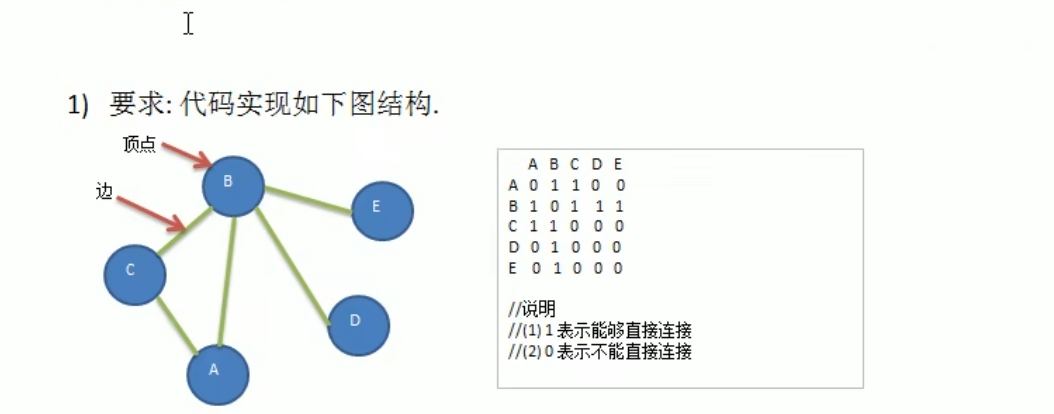 1) 要求: 代码实现如下图结构.
顶点
边
B
E
C
D
A
A B C D E
A 0 1 1 0 0
B 1 0 1 1 1
C 1 1 0 0 0
D 0 1 0 0 0
E 0 1 0 0 0
//说明
//(1) 1 表示能够直接连接
//(2) 0 表示不能直接连接